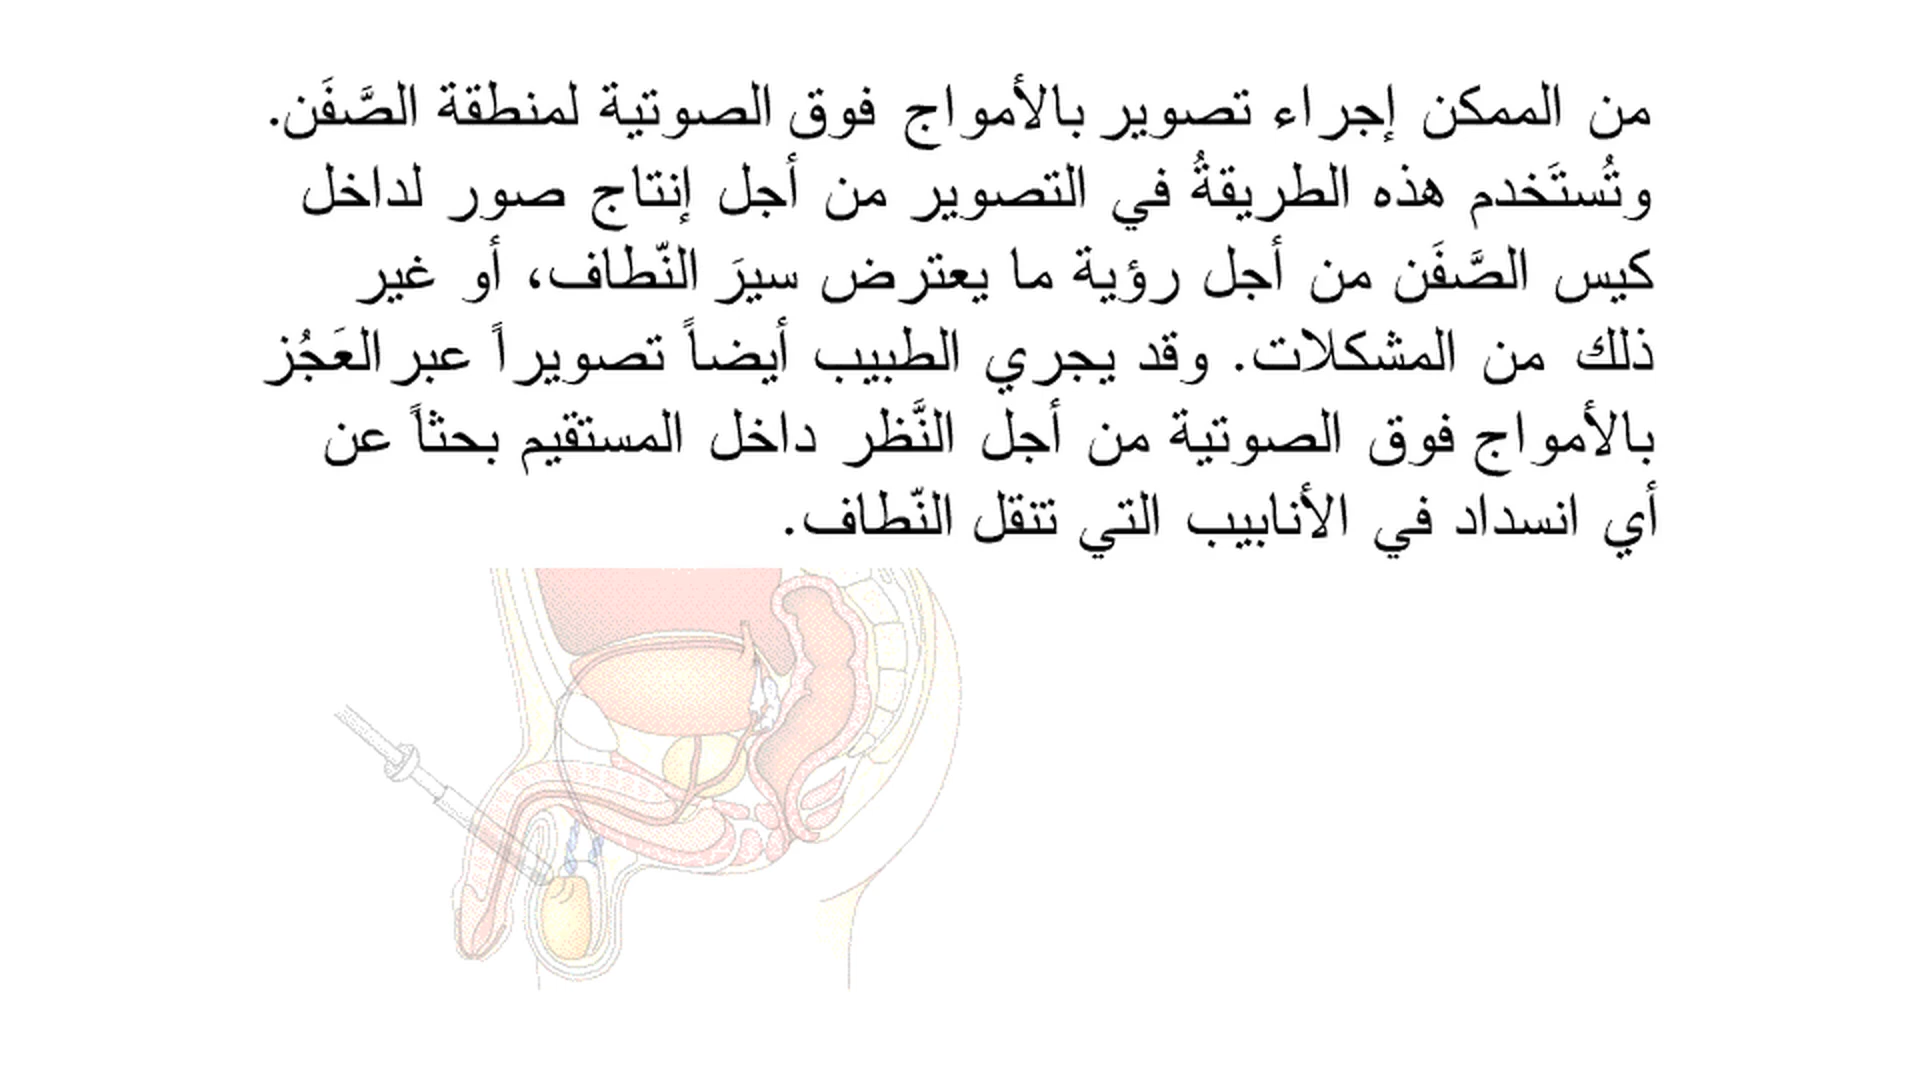 من الممكن إجراء تصوير بالأمواج فوق الصوتية لمنطقة الصَّفَن.
وتُستَخدم هذه الطريقةُ في التصوير من أجل إنتاج صور لداخل
كيس الصَّفَن من أجل رؤية ما يعترض سيرَ النّطاف، أو غير
ذلك من المشكلات. وقد يجري الطبيب أيضاً تصويراً عبر العَجُز
بالأمواج فوق الصوتية من أجل النَّظر داخل المستقيم بحثاً عن
أي انسداد في الأنابيب التي تتقل النّطاف.